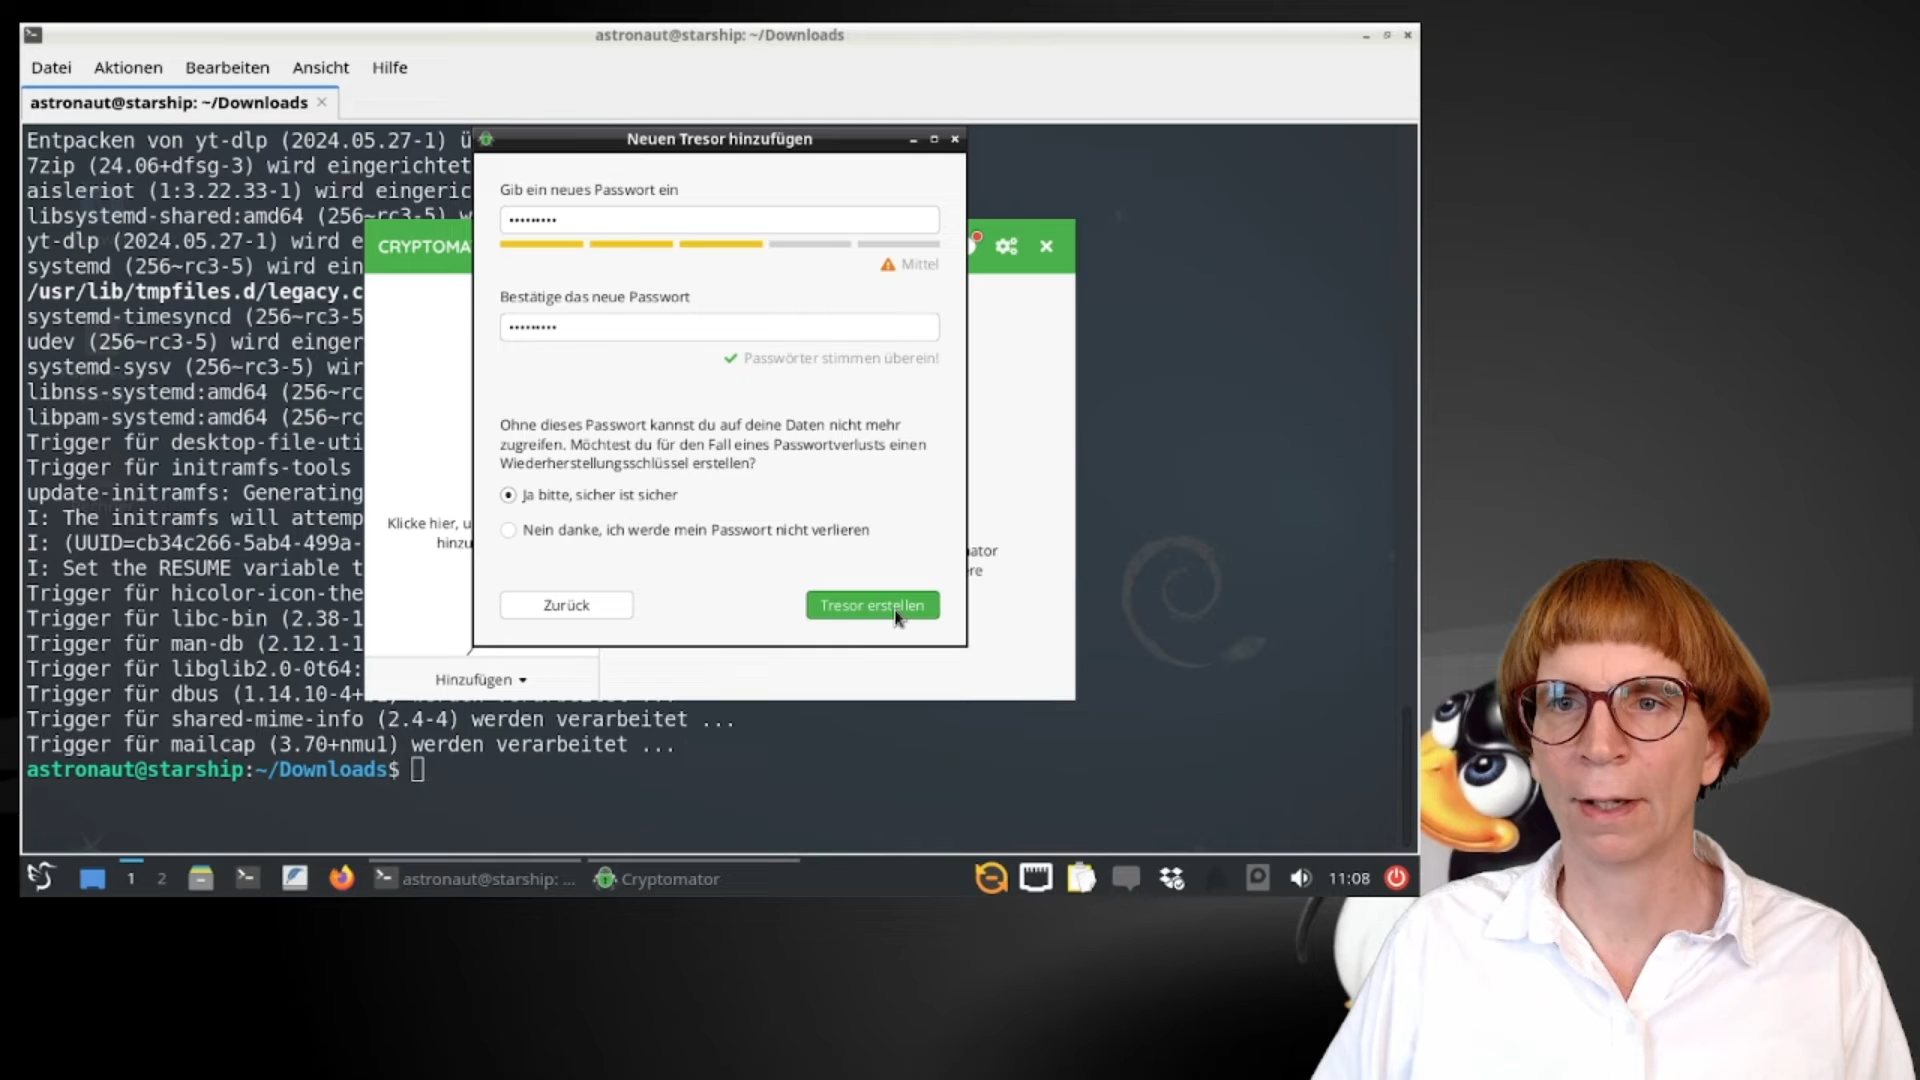 astronaut@starship: ~/Downloads
Datei Aktionen Bearbeiten Ansicht Hilfe
astronaut@starship: ~/Downloads
Entpacken von yt-dlp (2024.05.27-1) ü
7zip (24.06+dfsg-3) wird eingerichtet
aisleriot (1:3.22.33-1) wird eingeric
libsystemd-shared:amd64 (256~rc3-5) w
yt-dlp (2024.05.27-1) wird e
systemd (256~rc3-5) wird ein
/usr/lib/tmpfiles.d/legacy.c
systemd-timesyncd (256~rc3-5
udev (256~rc3-5) wird einger
systemd-sysv (256~rc3-5) wir
libnss-systemd:amd64 (256~rc
libpam-systemd:amd64 (256~rc
Trigger für desktop-file-uti
Trigger für initramfs-tools
update-initramfs: Generating
I: The initramfs will attemp
I: (UUID=cb34c266-5ab4-499a-
I: Set the RESUME variable t
Trigger für hicolor-icon-the
Trigger für libc-bin (2.38-1
Trigger für man-db (2.12.1-1
Trigger für libglib2.0-0t64:
Trigger für dbus (1.14.10-4+
Trigger für shared-mime-info (2.4-4) werden verarbeitet ...
Trigger für mailcap (3.70+nmu1) werden verarbeitet ...
astronaut@starship:~/Downloads$
CRYPTOMA
Klicke hier, u
hinzu
ator
re
Hinzufügen
Neuen Tresor hinzufügen
Gib ein neues Passwort ein
Mittel
Bestätige das neue Passwort
Passwörter stimmen überein!
Ohne dieses Passwort kannst du auf deine Daten nicht mehr
zugreifen. Möchtest du für den Fall eines Passwortverlusts einen
Wiederherstellungsschlüssel erstellen?
Ja bitte, sicher ist sicher
Nein danke, ich werde mein Passwort nicht verlieren
Zurück Tresor erstellen
1 2 astronaut@starship: ... Cryptomator 11:08